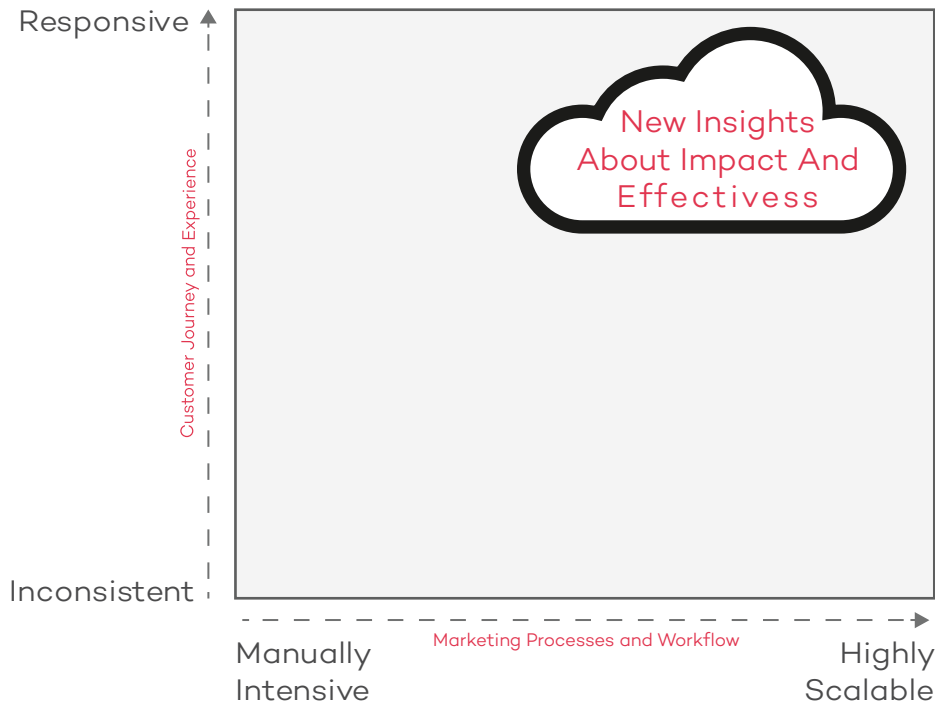 Responsive
New Insights
About Impact And
Effectivess
Customer Journey and Experience
Inconsistent
Marketing Processes and Workflow
Manually
Intensive
Highly
Scalable